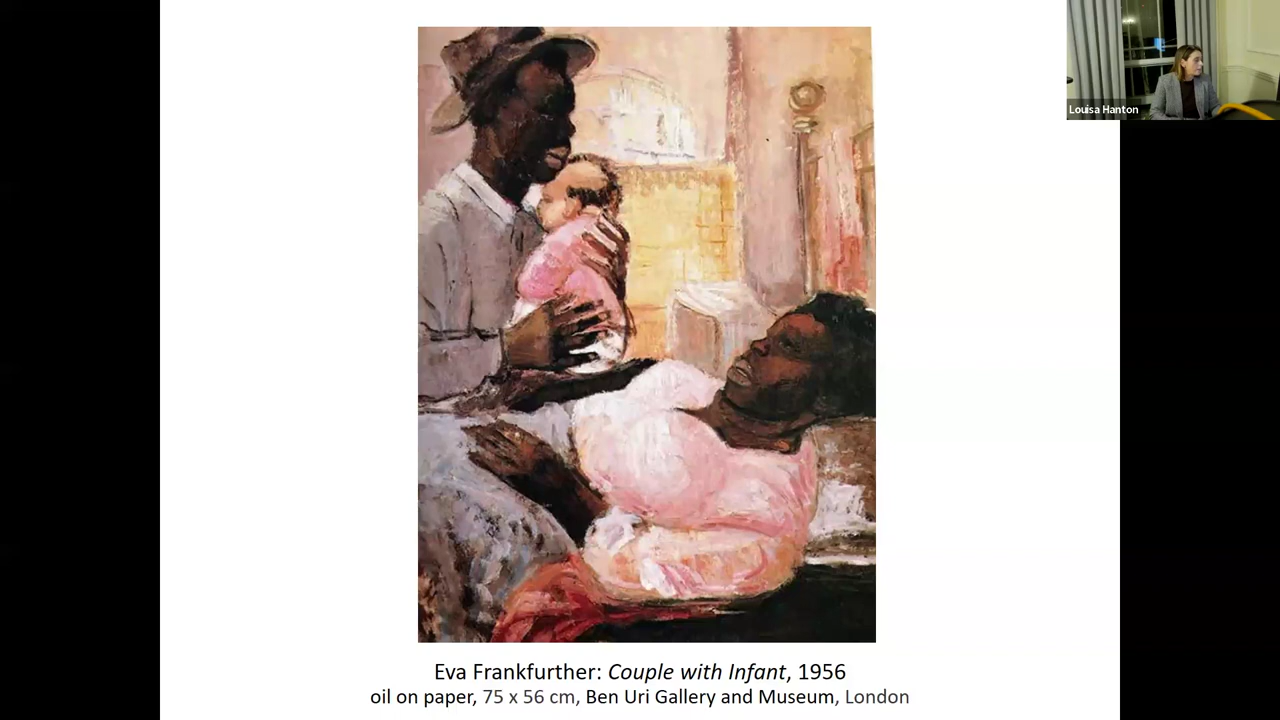 Louisa Hanton
Eva Frankfurther: Couple with Infant, 1956
oil on paper, 75 x 56 cm, Ben Uri Gallery and Museum, London